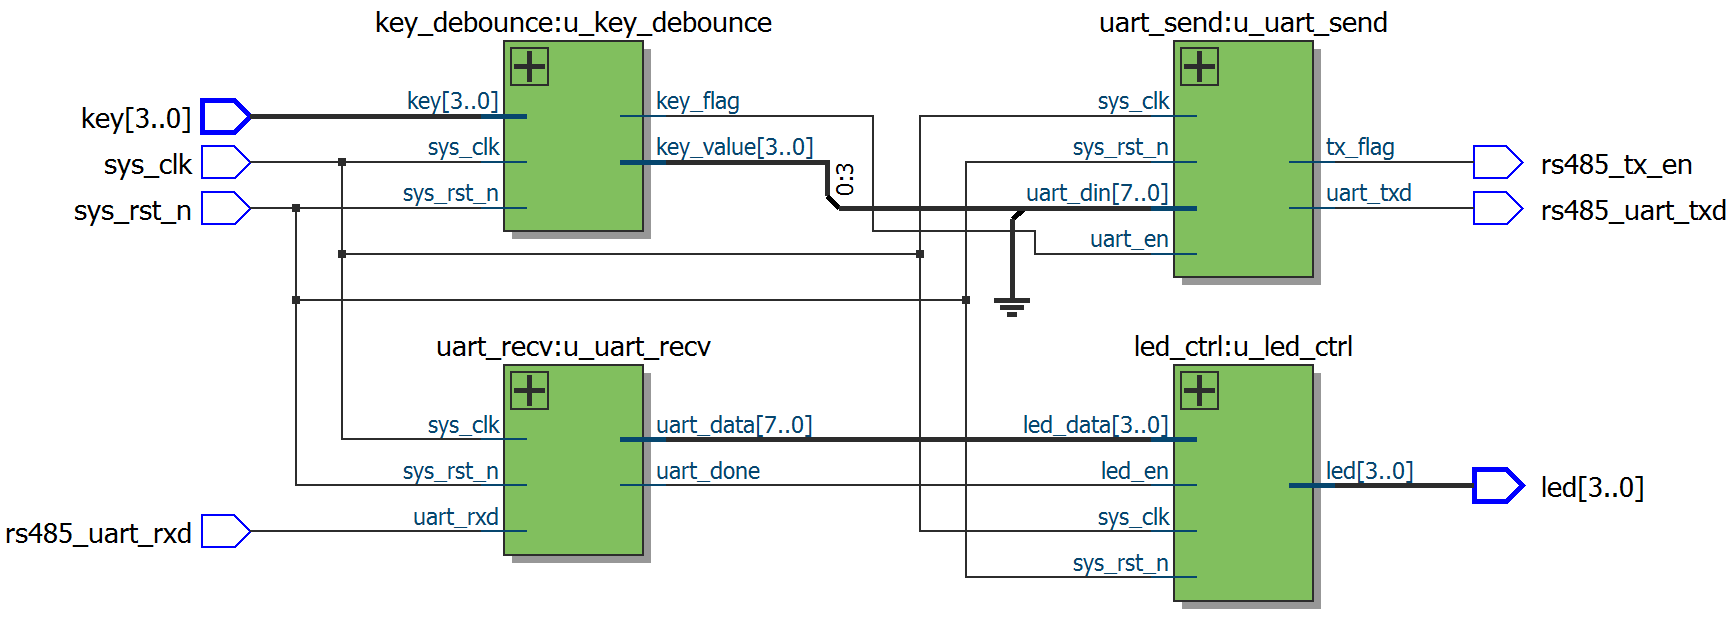 key_debounce:u_key_debounce
key[3..0]
sys_clk
sys_rst_n
key[3..0]
sys_clk
sys_rst_n
key_flag
key_value[3..0]
0:3
uart_send:u_uart_send
sys_clk
sys_rst_n
uart_din[7..0]
uart_en
tx_flag
uart_txd
rs485_tx_en
rs485_uart_txd
uart_recv:u_uart_recv
rs485_uart_rxd
sys_clk
sys_rst_n
uart_rxd
uart_data[7..0]
uart_done
led_ctrl:u_led_ctrl
led_data[3..0]
led_en
sys_clk
sys_rst_n
led[3..0]
led[3..0]